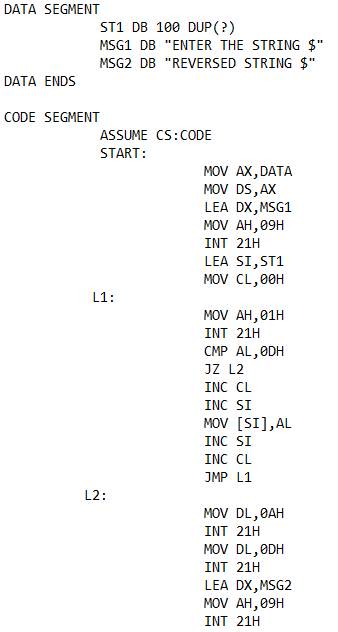 DATA SEGMENT
ST1 DB 100 DUP(?)
MSG1 DB "ENTER THE STRING $"
MSG2 DB "REVERSED STRING $"
DATA ENDS
CODE SEGMENT
ASSUME CS:CODE
START:
MOV AX,DATA
MOV DS,AX
LEA DX,MSG1
MOV AH,09H
INT 21H
LEA SI,ST1
MOV CL,00H
L1:
MOV AH,01H
INT 21H
CMP AL,0DH
JZ L2
INC CL
INC SI
MOV [SI],AL
INC SI
INC CL
JMP L1
L2:
MOV DL,0AH
INT 21H
MOV DL,0DH
INT 21H
LEA DX,MSG2
MOV AH,09H
INT 21H